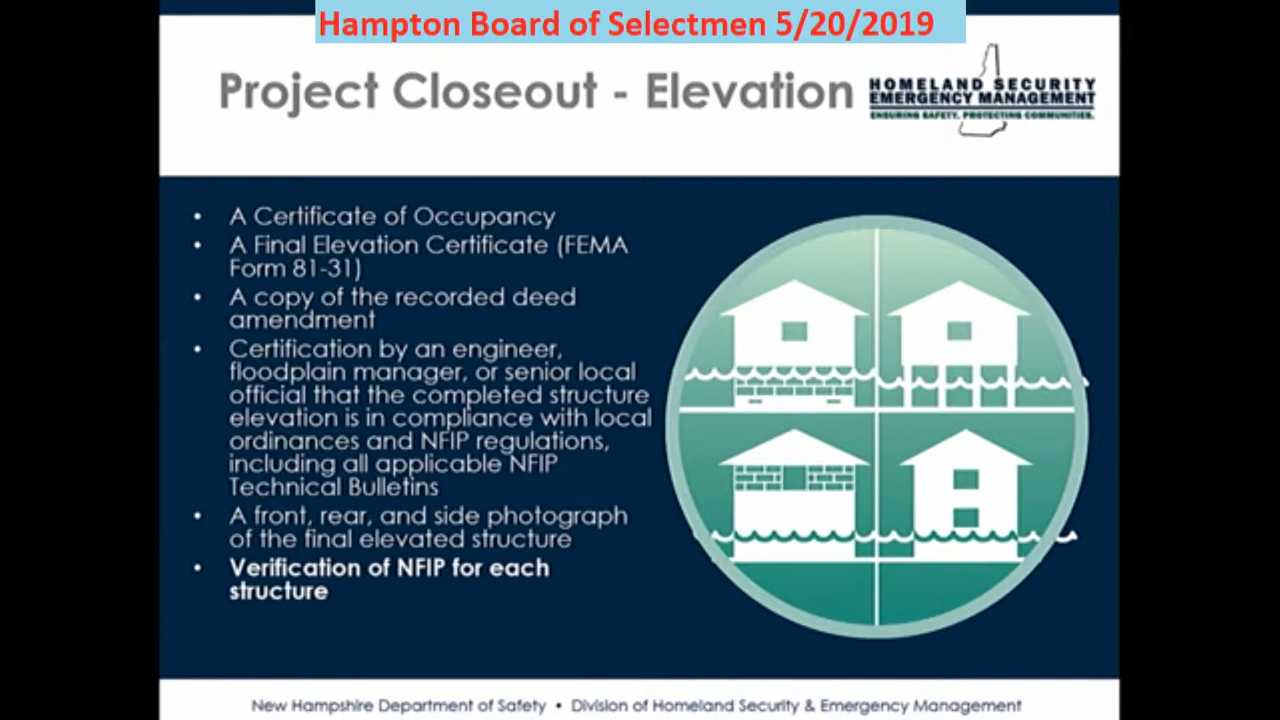 Hampton Board of Selectmen 5/20/2019
Project Closeout - Elevation
HOMELAND SECURITY
EMERGENCY MANAGEMENT
ENSURING SAFETY. PROTECTING COMMUNITIES.
• A Certificate of Occupancy
• A Final Elevation Certificate (FEMA
Form 81-31)
• A copy of the recorded deed
amendment
• Certification by an engineer,
floodplain manager, or senior local
official that the completed structure
elevation is in compliance with local
ordinances and NFIP regulations,
including all applicable NFIP
Technical Bulletins
• A front, rear, and side photograph
of the final elevated structure
• Verification of NFIP for each
structure
New Hampshire Department of Safety • Division of Homeland Security & Emergency Management